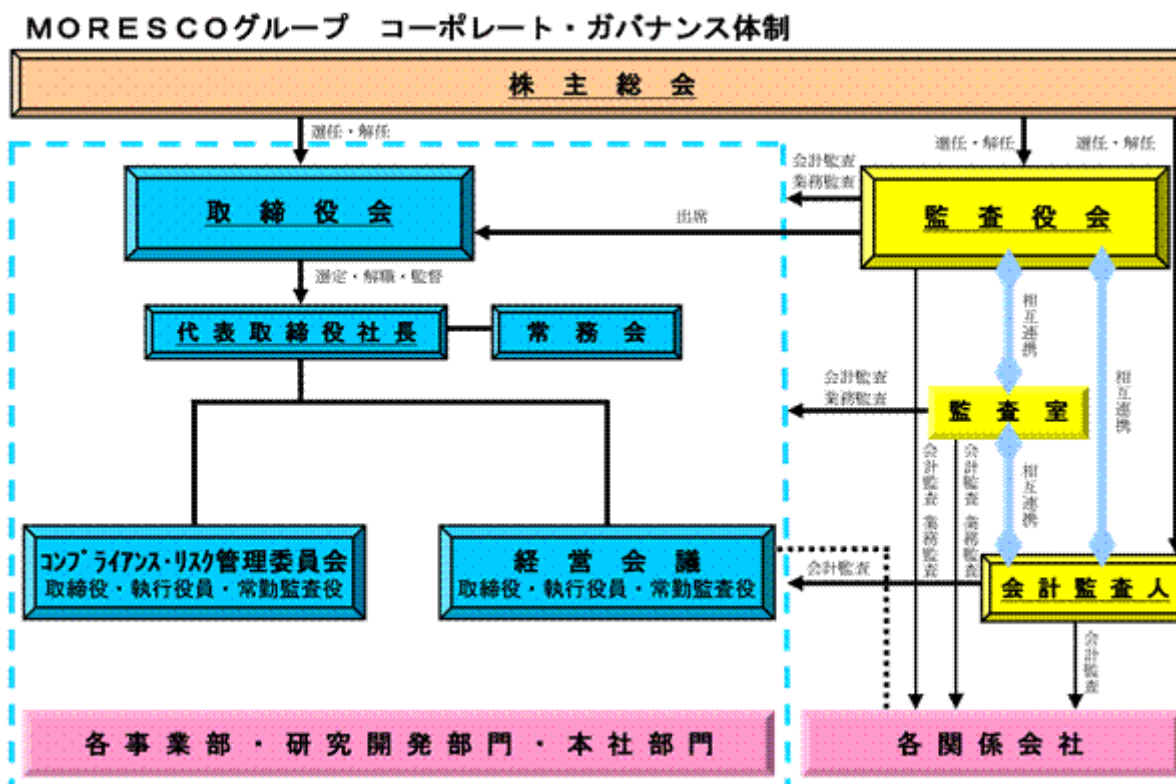 MORESCOグループ　コーポレート・ガバナンス体制
株主総会
選任・解任
選任・解任
選任・解任
取締役会
会計監査
業務監査
監査役会
出席
選定・解職・監督
代表取締役社長
常務会
相互連携
相互連携
会計監査
業務監査
監査室
会計監査 業務監査
会計監査 業務監査
相互連携
コンプライアンス・リスク管理委員会
取締役・執行役員・常勤監査役
経営会議
取締役・執行役員・常勤監査役
会計監査
会計監査人
会計監査
各事業部・研究開発部門・本社部門
各関係会社